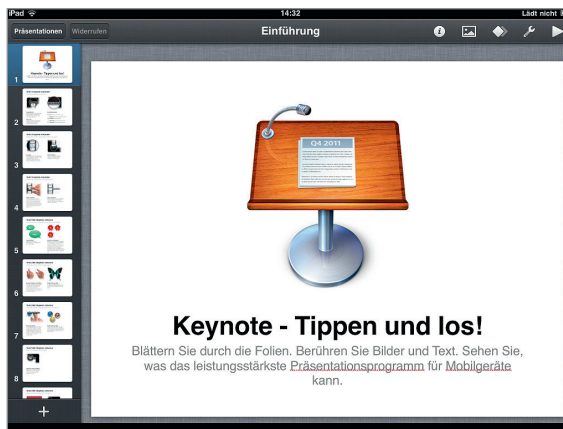 iPad 14:32 Lädt nicht
Präsentationen Widerrufen Einführung
1
2
3
4
5
6
7
8
Q4 2011
Keynote - Tippen und los!
Blättern Sie durch die Folien. Berühren Sie Bilder und Text. Sehen Sie,
was das leistungsstärkste Präsentationsprogramm für Mobilgeräte
kann.